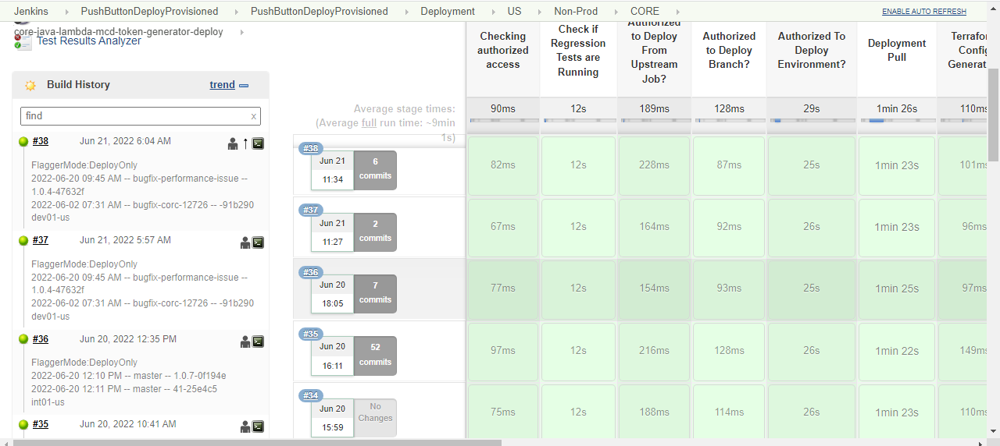 Jenkins PushButtonDeployProvisioned PushButtonDeployProvisioned Deployment US Non-Prod CORE ENABLE AUTO REFRESH
core-java-lambda-mcd-token-generator-deploy
Test Results Analyzer
Build History trend
find x
#38 Jun 21, 2022 6:04 AM
FlaggerMode:DeployOnly
2022-06-20 09:45 AM -- bugfix-performance-issue --
1.0.4-47632f
2022-06-02 07:31 AM -- bugfix-corc-12726 -- -91b290
dev01-us
#37 Jun 21, 2022 5:57 AM
FlaggerMode:DeployOnly
2022-06-20 09:45 AM -- bugfix-performance-issue --
1.0.4-47632f
2022-06-02 07:31 AM -- bugfix-corc-12726 -- -91b290
dev01-us
#36 Jun 20, 2022 12:35 PM
FlaggerMode:DeployOnly
2022-06-20 12:10 PM -- master -- 1.0.7-0f194e
2022-06-20 12:11 PM -- master -- 41-25e4c5
int01-us
#35 Jun 20, 2022 10:41 AM
Checking
authorized
access
Check if
Regression
Tests are
Running
Authorized
to Deploy
From
Upstream
Job?
Authorized
to Deploy
Branch?
Authorized To
Deploy
Environment?
Deployment
Pull
Terrafo
Config
Generat
Average stage times:
(Average full run time: ~9min
1s)
90ms 12s 189ms 128ms 29s 1min 26s 110ms
#38
Jun 21
11:34
6
commits
82ms 12s 228ms 87ms 25s 1min 23s 101ms
#37
Jun 21
11:27
2
commits
67ms 12s 164ms 92ms 26s 1min 23s 96ms
#36
Jun 20
18:05
7
commits
77ms 12s 154ms 93ms 25s 1min 25s 97ms
#35
Jun 20
16:11
52
commits
97ms 12s 216ms 128ms 26s 1min 22s 149ms
#34
Jun 20
15:59
No
Changes
75ms 12s 188ms 114ms 26s 1min 23s 110ms